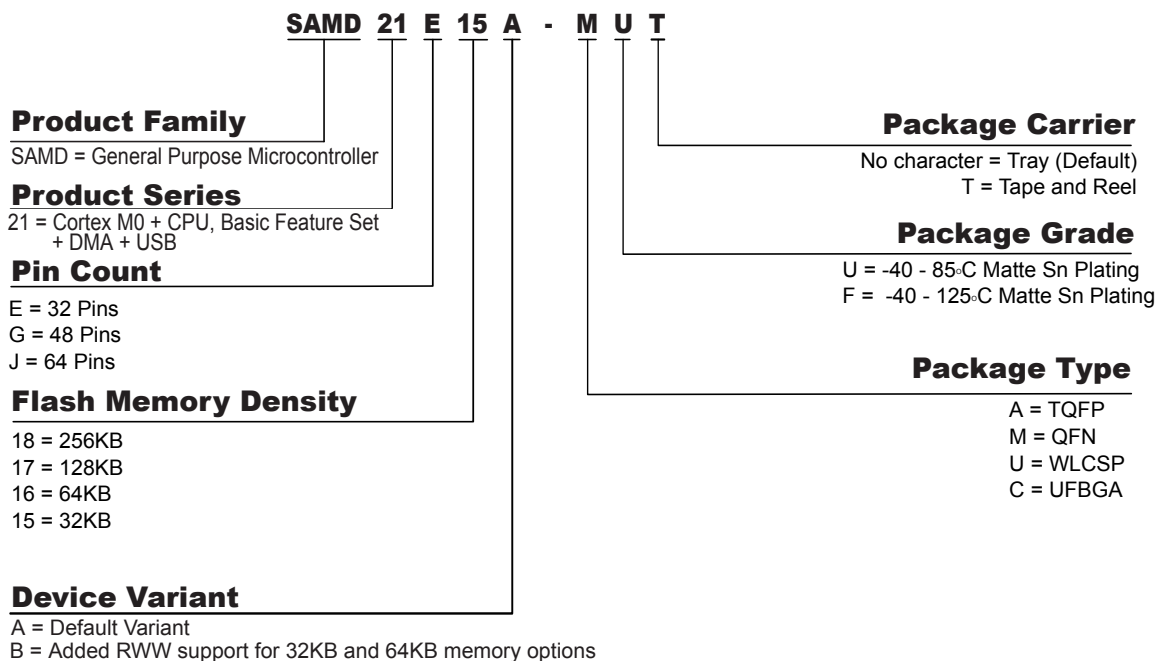 SAMD 21 E 15 A - M U T
Product Family
SAMD = General Purpose Microcontroller
Product Series
21 = Cortex M0 + CPU, Basic Feature Set
+ DMA + USB
Pin Count
E = 32 Pins
G = 48 Pins
J = 64 Pins
Flash Memory Density
18 = 256KB
17 = 128KB
16 = 64KB
15 = 32KB
Device Variant
A = Default Variant
B = Added RWW support for 32KB and 64KB memory options
Package Carrier
No character = Tray (Default)
T = Tape and Reel
Package Grade
U = -40 - 85°C Matte Sn Plating
F = -40 - 125°C Matte Sn Plating
Package Type
A = TQFP
M = QFN
U = WLCSP
C = UFBGA